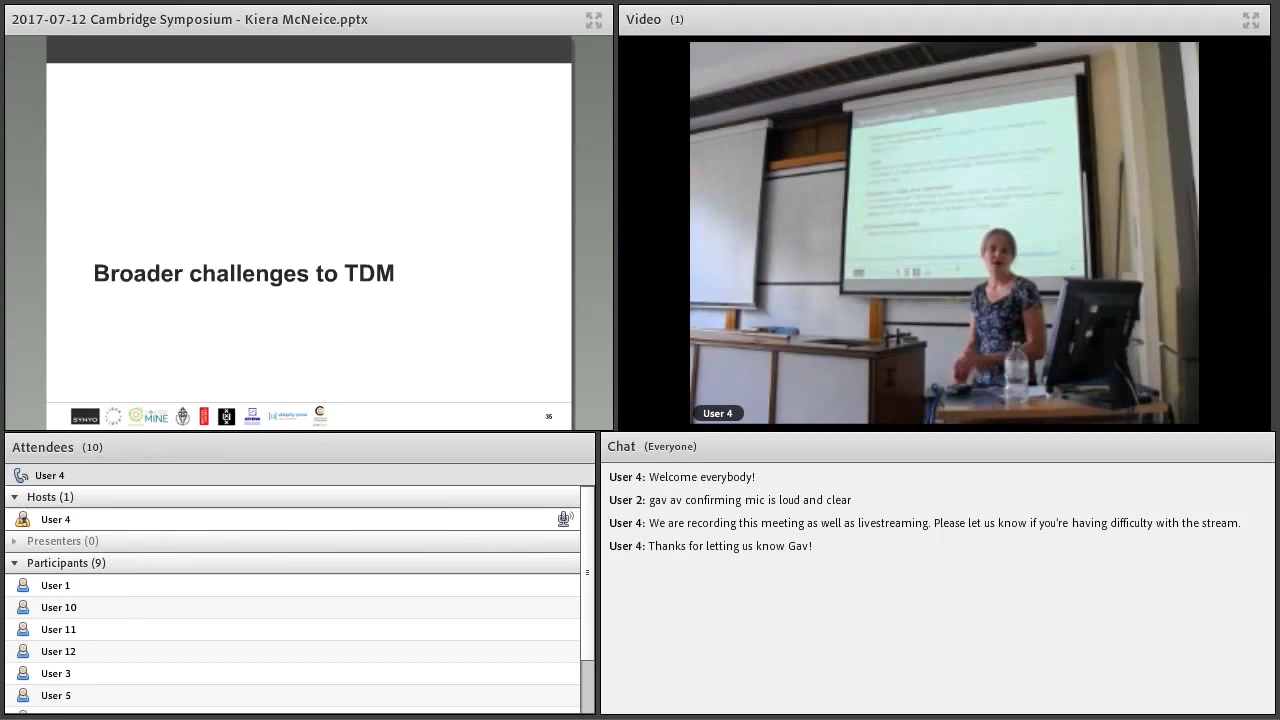 2017-07-12 Cambridge Symposium - Kiera McNeice.pptx
Video (1)
Broader challenges to TDM
SYNYO
MINE
ubiquity press
35
User 4
Attendees (10)
User 4
Hosts (1)
User 4
Presenters (0)
Participants (9)
User 1
User 10
User 11
User 12
User 3
User 5
Chat (Everyone)
User 4: Welcome everybody!
User 2: gav av confirming mic is loud and clear
User 4: We are recording this meeting as well as livestreaming. Please let us know if you're having difficulty with the stream.
User 4: Thanks for letting us know Gav!